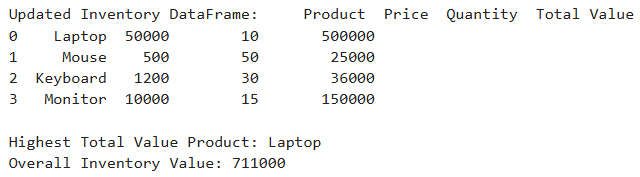 Updated Inventory DataFrame:     Product  Price  Quantity  Total Value
0    Laptop  50000        10       500000
1     Mouse    500        50        25000
2  Keyboard   1200        30        36000
3   Monitor  10000        15       150000

Highest Total Value Product: Laptop
Overall Inventory Value: 711000